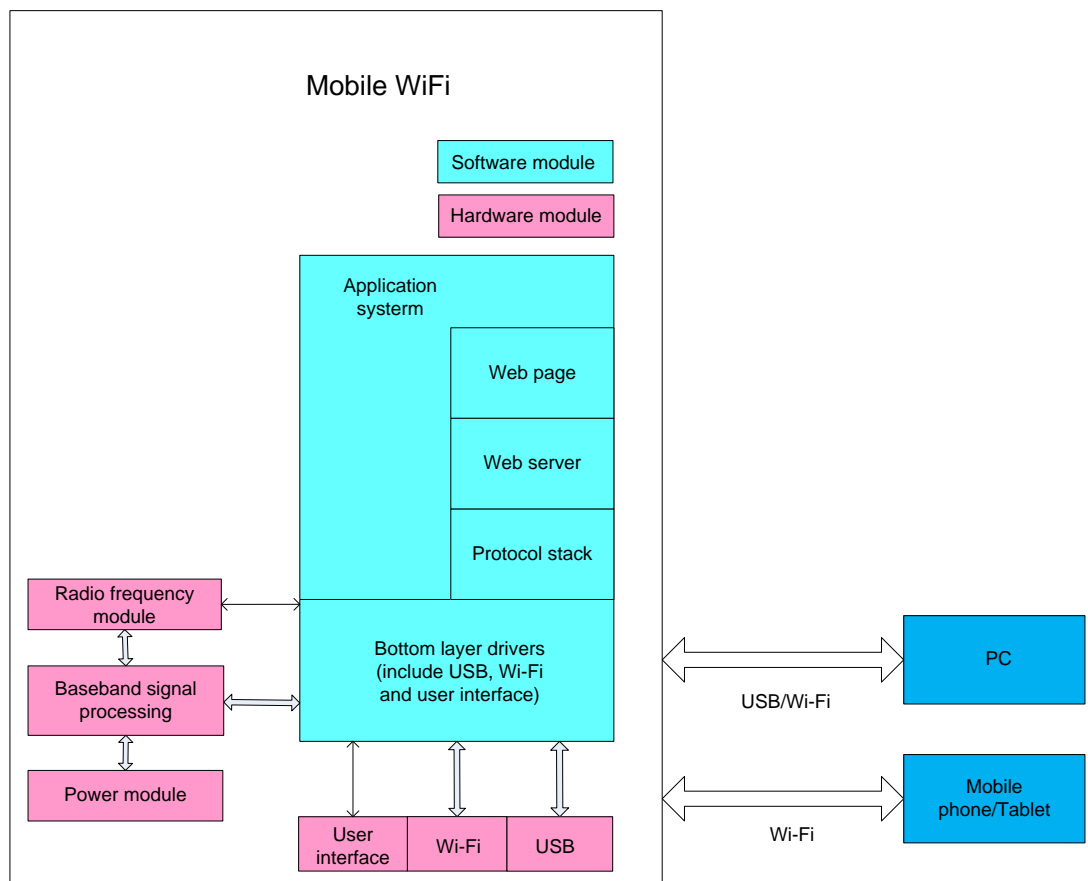 Mobile WiFi
Software module
Hardware module
Application
systerm
Web page
Web server
Protocol stack
Radio frequency
module
Bottom layer drivers
(include USB, Wi-Fi
and user interface)
Baseband signal
processing
Power module
User
interface
Wi-Fi
USB
PC
USB/Wi-Fi
Mobile
phone/Tablet
Wi-Fi